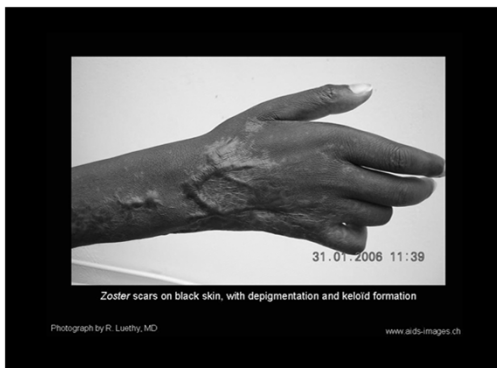 31.01.2006 11:39
Zoster scars on black skin, with depigmentation and keloïd formation
Photograph by R. Luethy, MD
www.aids-images.ch